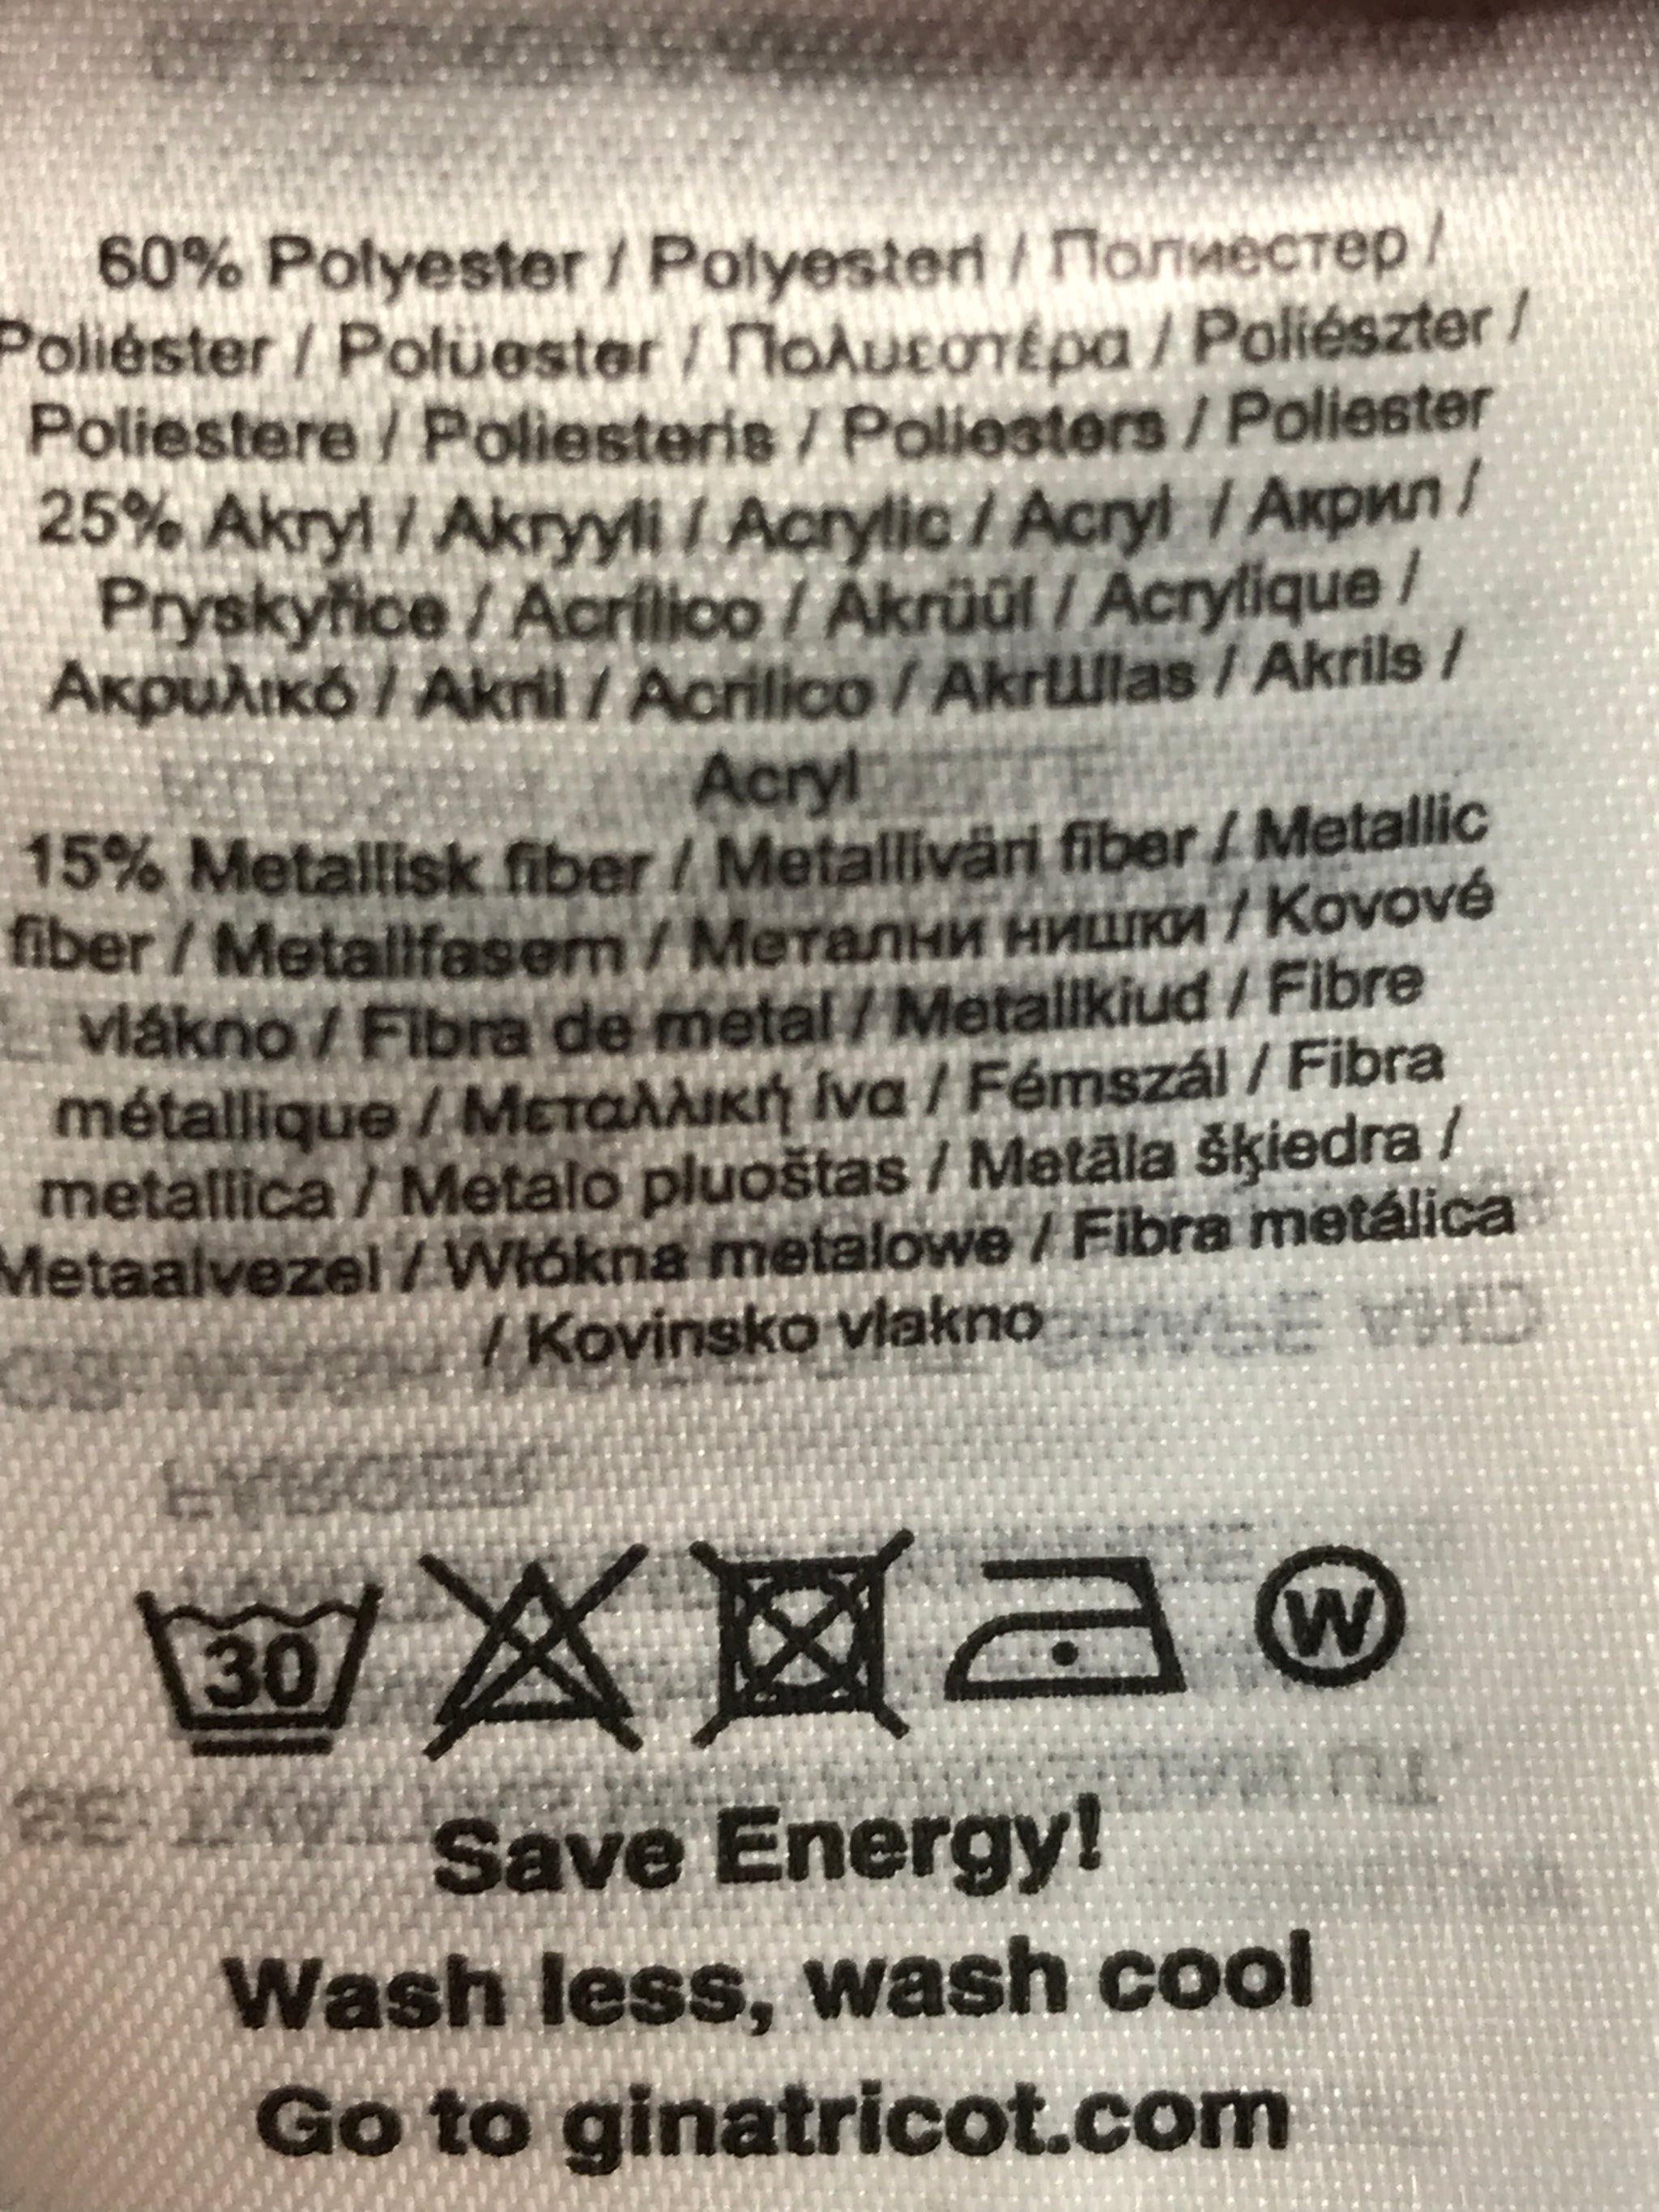 60% Polyester / Polyesteri / Полиестер /
Poliéster / Polüester / Πολυεστέρα / Poliészter /
Poliestere / Poliesteris / Poliesters / Poliester
25% Akryl / Akryyli / Acrylic / Acryl / Акрил /
Pryskyřice / Acrílico / Akrüül / Acrylique /
Ακρυλικό / Akril / Acrilico / / Akrils /
Acryl
15% Metallisk fiber / Metalliväri fiber / Metallic
fiber / Metallfasern / Метални нишки / Kovové
vlákno / Fibra de metal / Metallkiud / Fibre
métallique / Μεταλλική ίνα / Fémszál / Fibra
metallica / Metalo pluoštas / Metāla šķiedra /
Metaalvezel / Włókna metalowe / Fibra metálica
/ Kovinsko vlakno
30 W
Save Energy!
Wash less, wash cool
Go to ginatricot.com